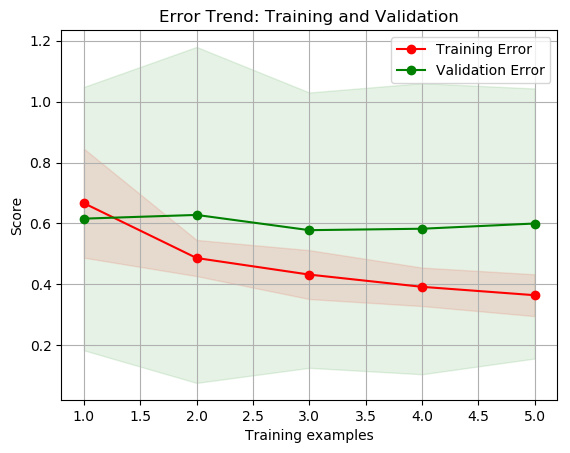 Error Trend: Training and Validation
Training Error
Validation Error
Score
1.2
1.0
0.8
0.6
0.4
0.2
1.0 1.5 2.0 2.5 3.0 3.5 4.0 4.5 5.0
Training examples